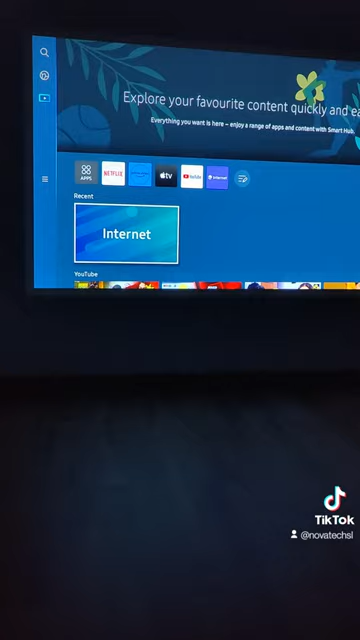 Explore your favourite content quickly and ea
Everything you want is here – enjoy a range of apps and content with Smart Hub.
APPS
NETFLIX
tv
YouTube
Internet
Recent
Internet
YouTube
TikTok
@novatechsl